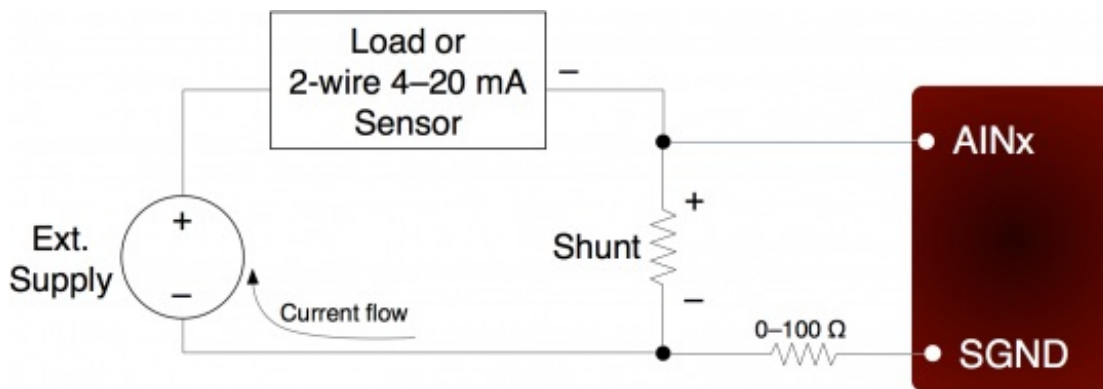 Load or
2-wire 4–20 mA
Sensor
–
AINx
+
+
Ext.
Supply
Shunt
–
–
Current flow
0–100 Ω
SGND